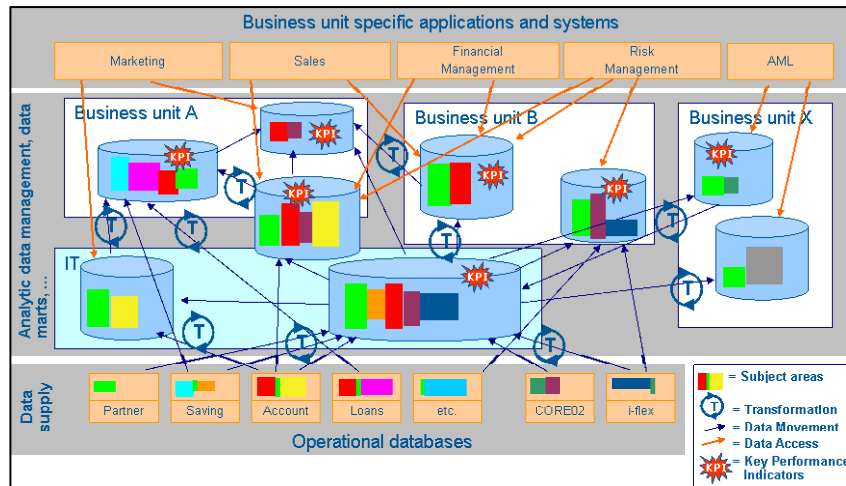 Business unit specific applications and systems
Marketing
Sales
Financial
Management
Risk
Management
AML
Analytic data management, data
marts, ...
Business unit A
Business unit B
Business unit X
KPI
KPI
KPI
KPI
KPI
KPI
KPI
T
T
T
T
T
T
T
T
T
T
IT
Data
supply
Partner
Saving
Account
Loans
etc.
CORE02
i-flex
Operational databases
= Subject areas
T = Transformation
= Data Movement
= Data Access
KPI = Key Performance
Indicators